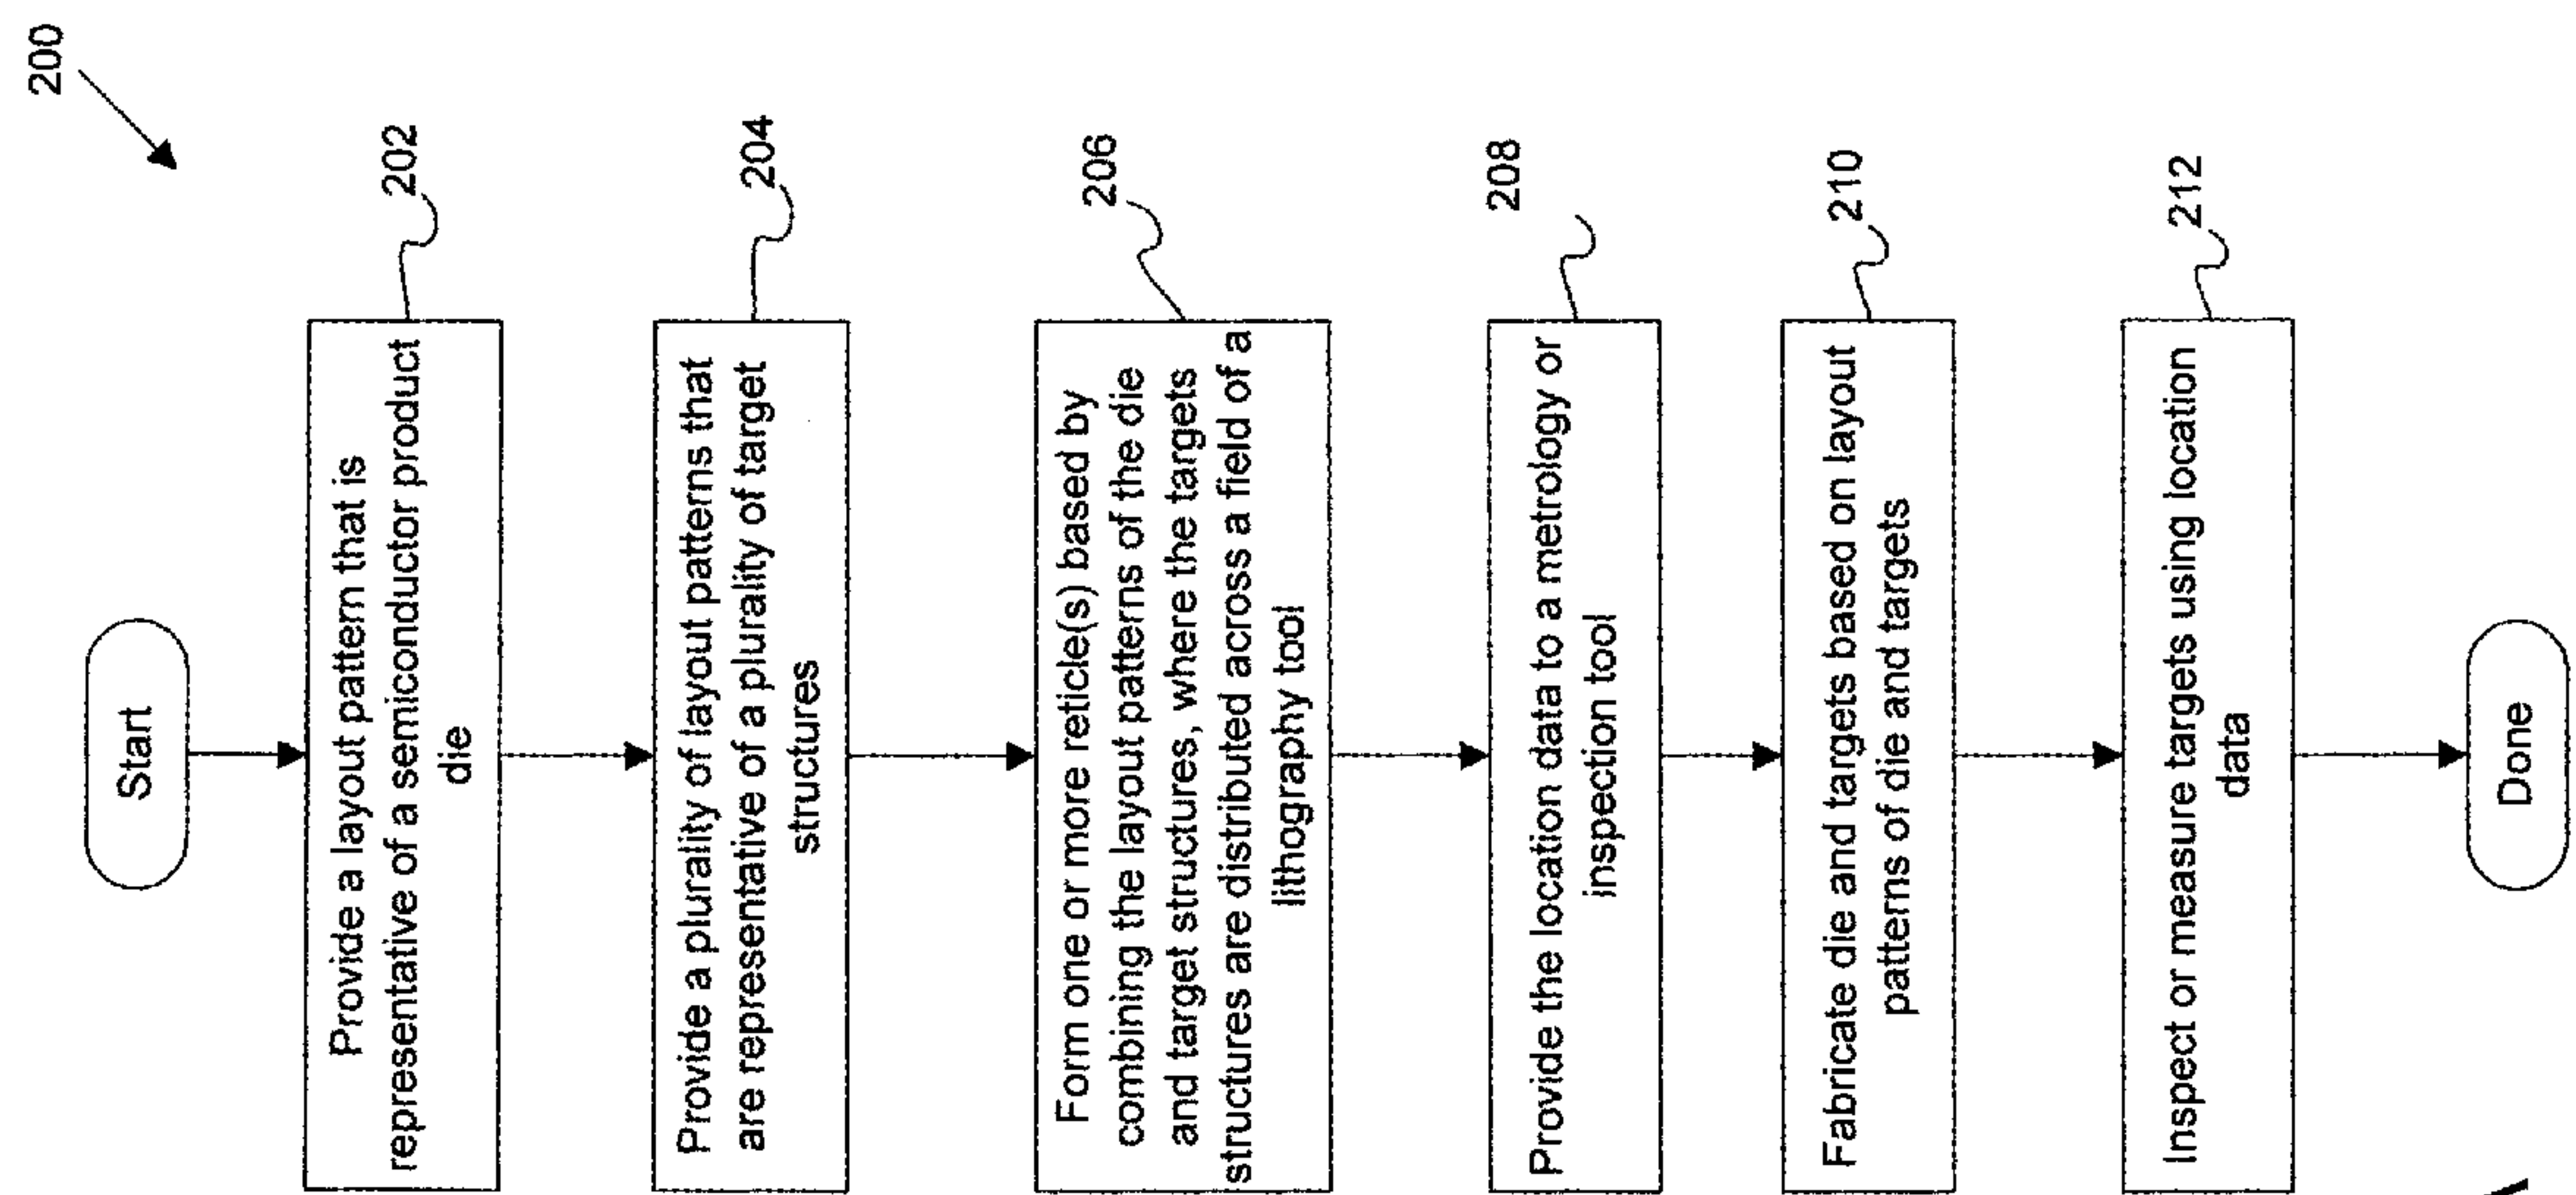 200
Start
Provide a layout pattern that is
representative of a semiconductor product
die
202
Provide a plurality of layout patterns that
are representative of a plurality of target
structures
204
Form one or more reticle(s) based by
combining the layout patterns of the die
and target structures, where the targets
structures are distributed across a field of a
lithography tool
206
Provide the location data to a metrology or
inspection tool
208
Fabricate die and targets based on layout
patterns of die and targets
210
Inspect or measure targets using location
data
212
Done